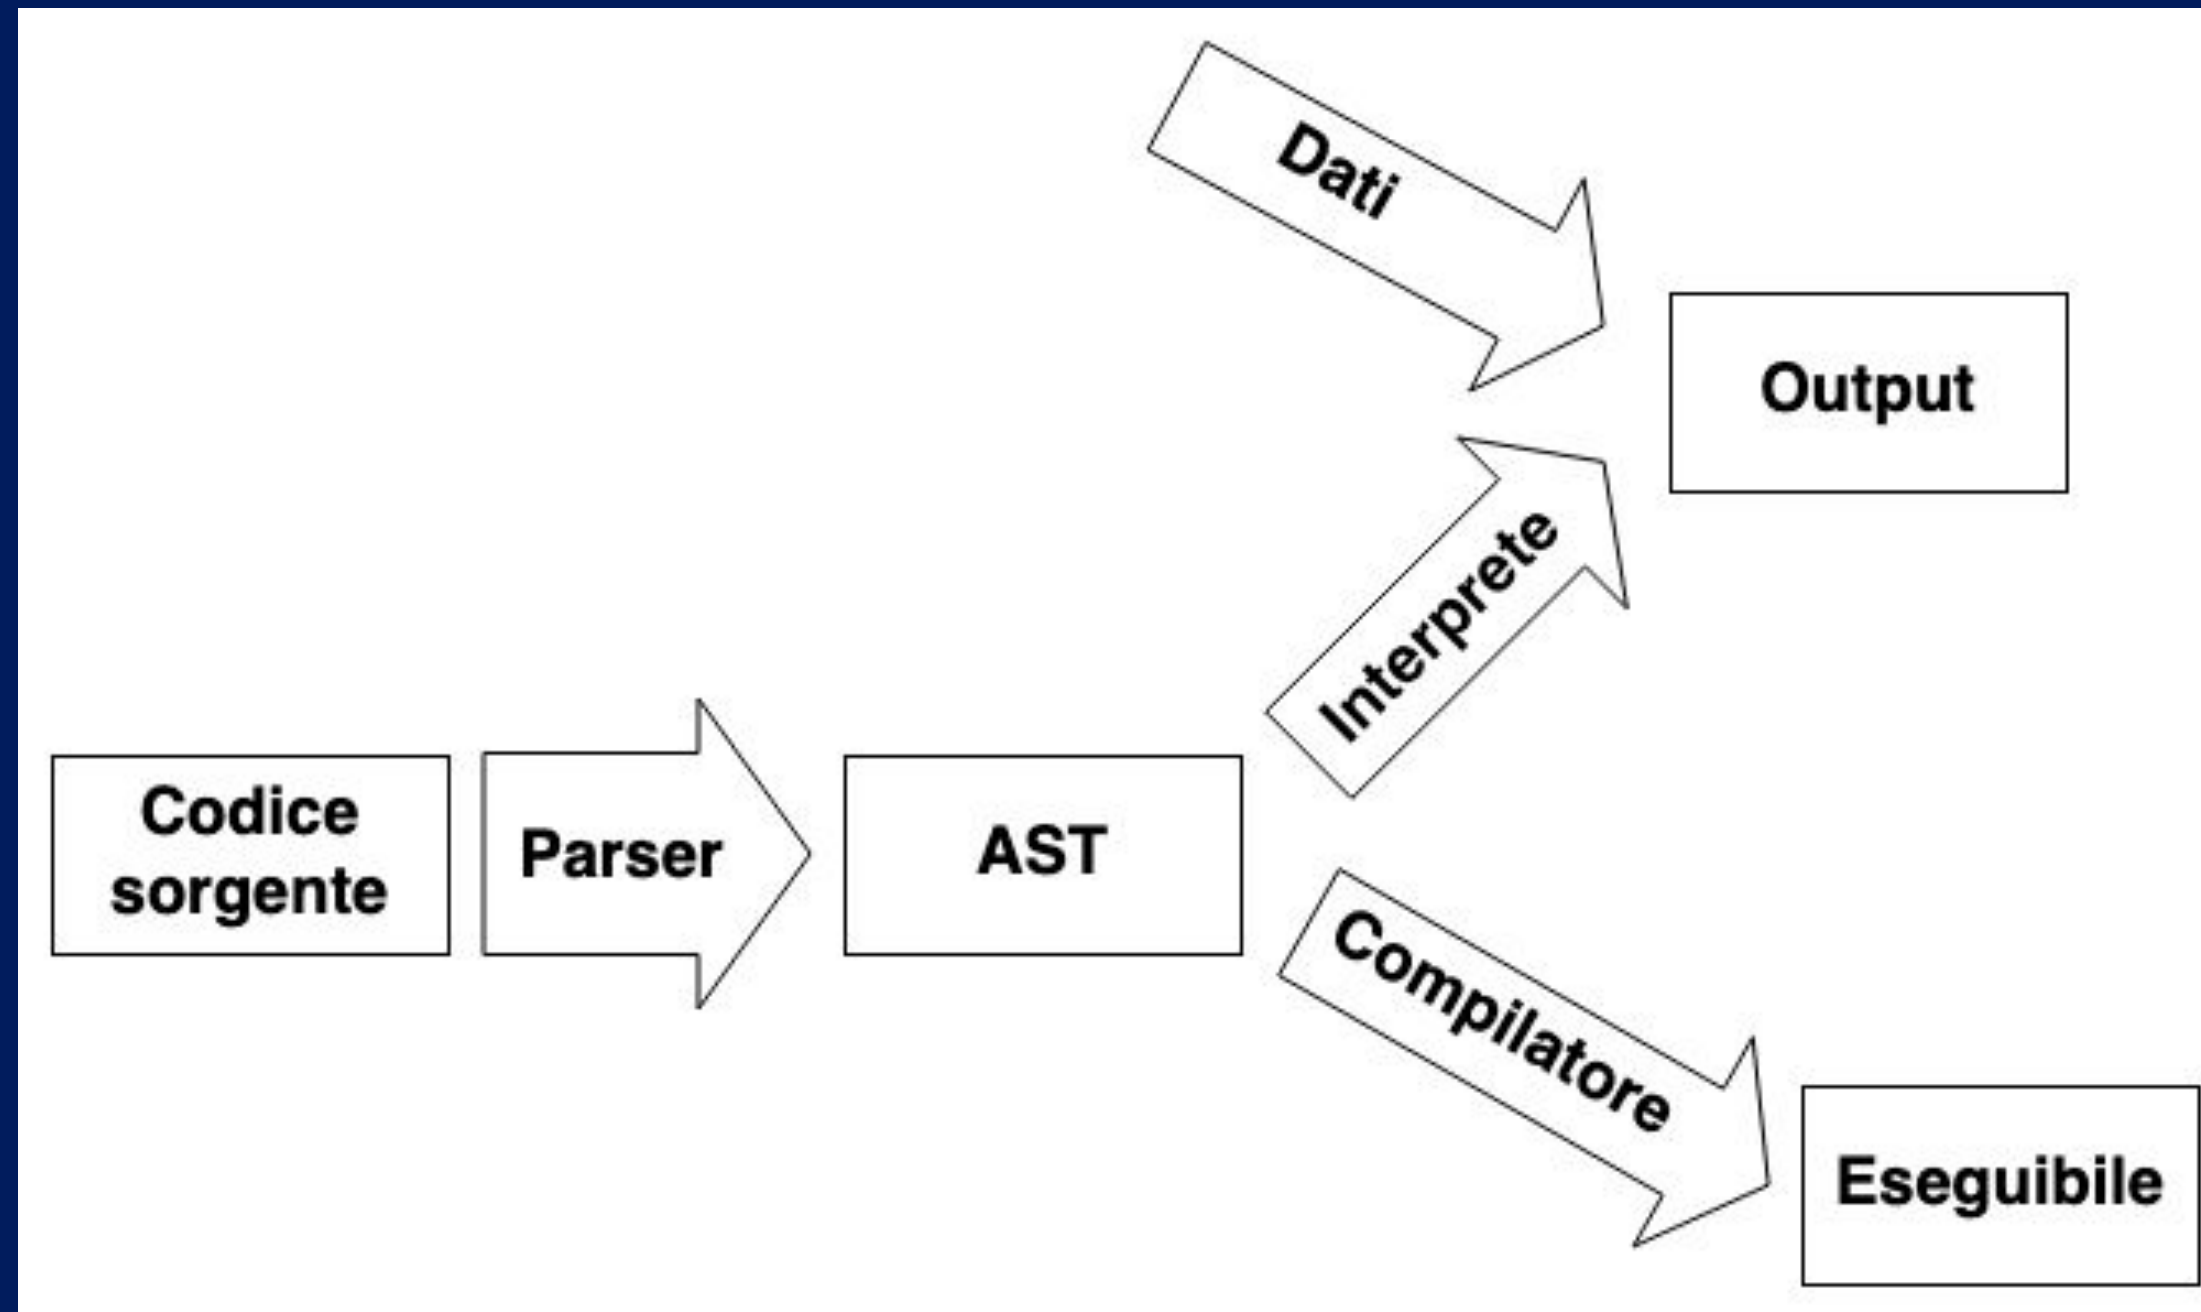 Dati
Output
Interprete
Codice
sorgente
Parser
AST
Compilatore
Eseguibile